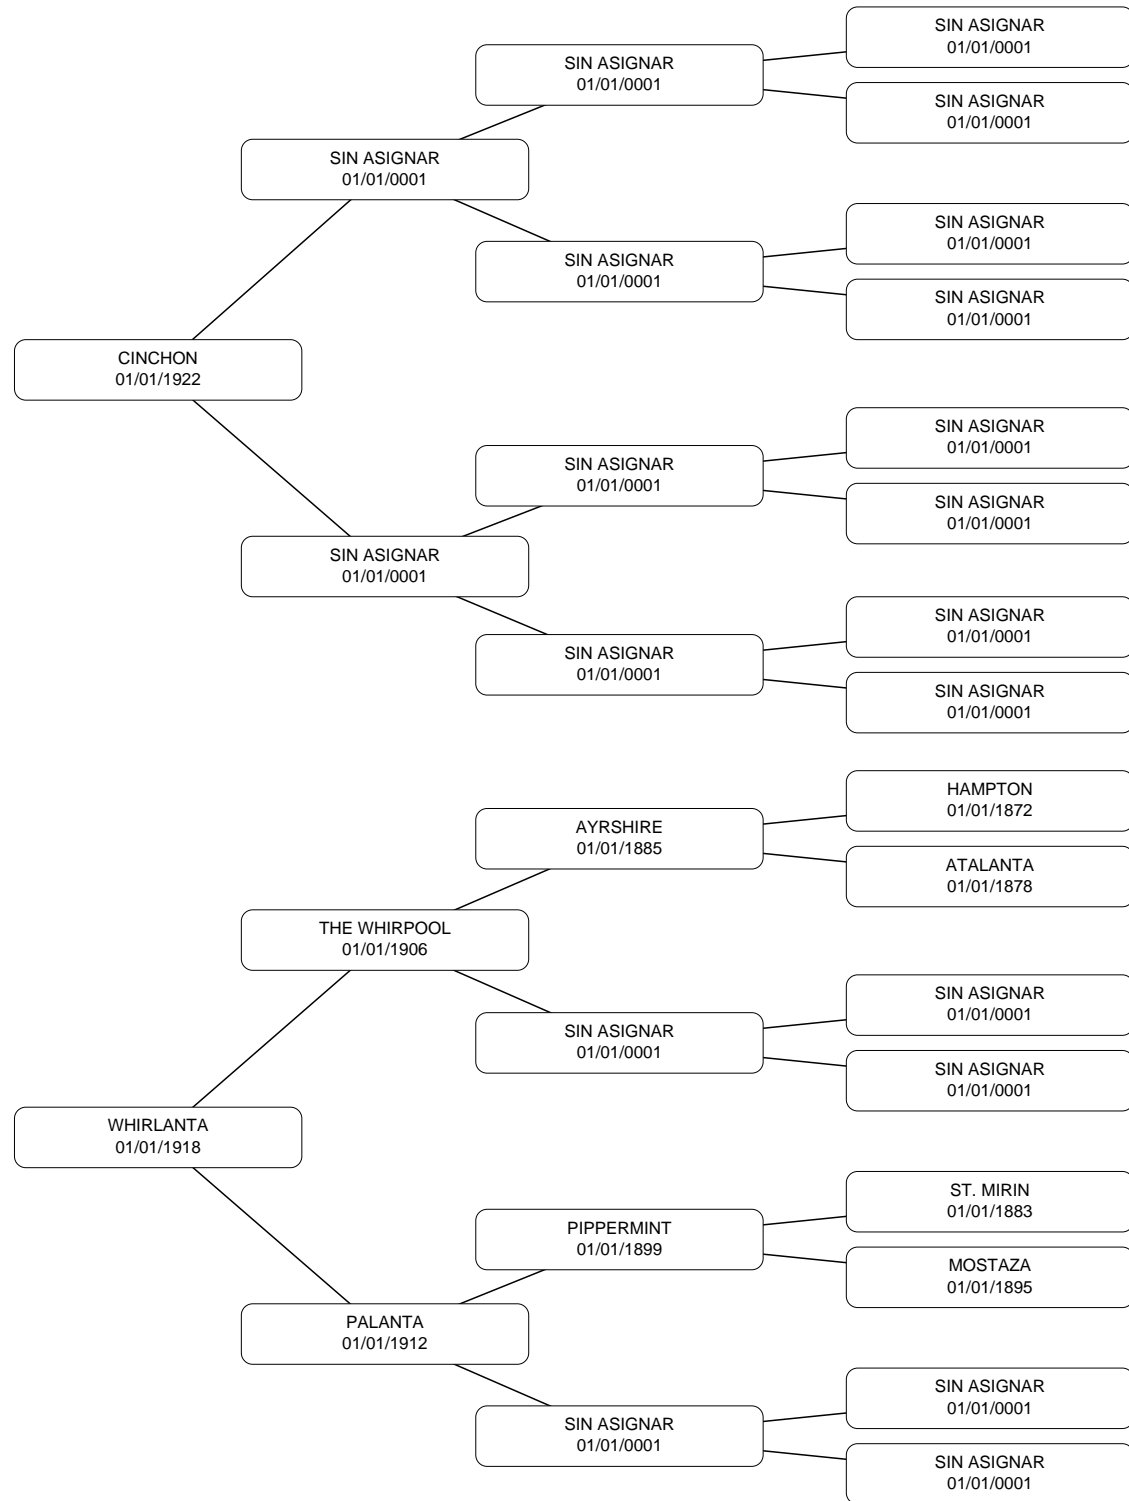 SIN ASIGNAR
01/01/0001
SIN ASIGNAR
01/01/0001
SIN ASIGNAR
01/01/0001
SIN ASIGNAR
01/01/0001
SIN ASIGNAR
01/01/0001
SIN ASIGNAR
01/01/0001
SIN ASIGNAR
01/01/0001
CINCHON
01/01/1922
SIN ASIGNAR
01/01/0001
SIN ASIGNAR
01/01/0001
SIN ASIGNAR
01/01/0001
SIN ASIGNAR
01/01/0001
SIN ASIGNAR
01/01/0001
SIN ASIGNAR
01/01/0001
SIN ASIGNAR
01/01/0001
HAMPTON
01/01/1872
AYRSHIRE
01/01/1885
ATALANTA
01/01/1878
THE WHIRPOOL
01/01/1906
SIN ASIGNAR
01/01/0001
SIN ASIGNAR
01/01/0001
SIN ASIGNAR
01/01/0001
WHIRLANTA
01/01/1918
ST. MIRIN
01/01/1883
PIPPERMINT
01/01/1899
MOSTAZA
01/01/1895
PALANTA
01/01/1912
SIN ASIGNAR
01/01/0001
SIN ASIGNAR
01/01/0001
SIN ASIGNAR
01/01/0001